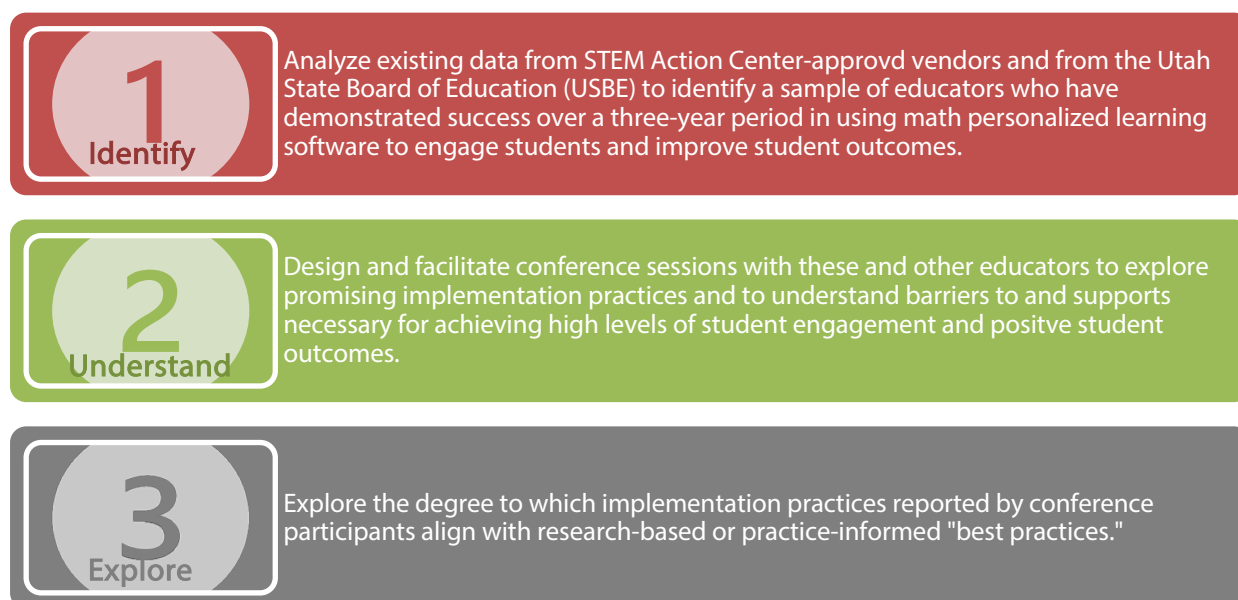 1
Identify
Analyze existing data from STEM Action Center-approvd vendors and from the Utah
State Board of Education (USBE) to identify a sample of educators who have
demonstrated success over a three-year period in using math personalized learning
software to engage students and improve student outcomes.
2
Understand
Design and facilitate conference sessions with these and other educators to explore
promising implementation practices and to understand barriers to and supports
necessary for achieving high levels of student engagement and positve student
outcomes.
3
Explore
Explore the degree to which implementation practices reported by conference
participants align with research-based or practice-informed "best practices."